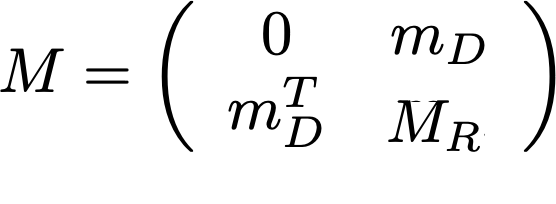 M = ( 0 m_D
m_D^T M_R )